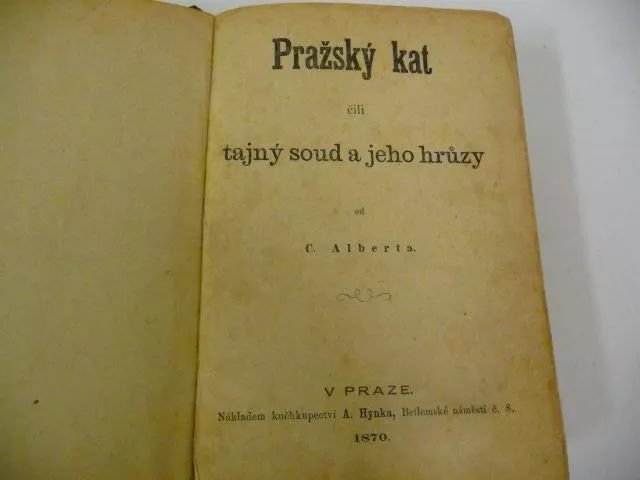 Pražský kat
čili
tajný soud a jeho hrůzy
od
C. Alberta.
V PRAZE.
Nákladem kněhkupectví A. Hynka, Betlemské náměstí č. 8.
1870.